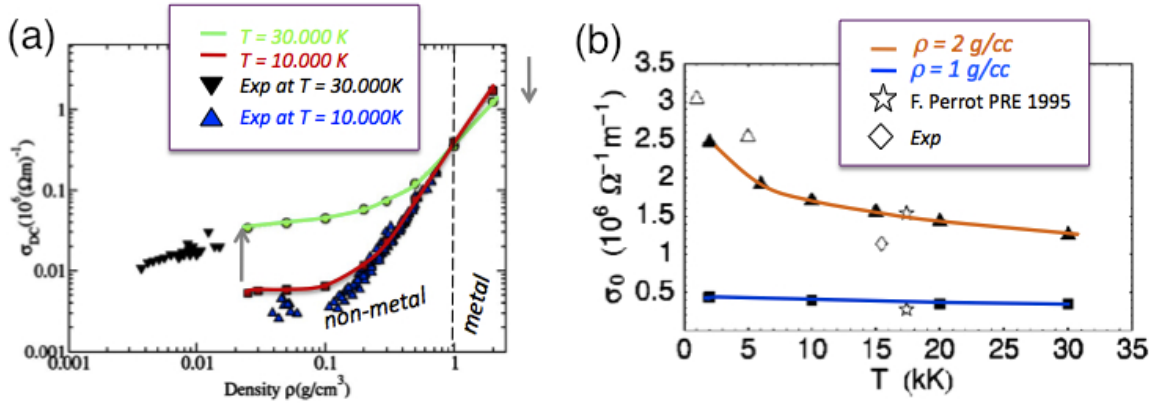 (a)
T = 30.000 K
T = 10.000 K
Exp at T = 30.000K
Exp at T = 10.000K
σDC(10⁶(Ωm)⁻¹
1
0.1
0.01
0.001
0.001
0.01
0.1
1
Density ρ(g/cm³)
non-metal
metal
(b)
ρ = 2 g/cc
ρ = 1 g/cc
F. Perrot PRE 1995
Exp
σ₀ (10⁶ Ω⁻¹m⁻¹)
3.5
3
2.5
2
1.5
1
0.5
0
5
10
15
20
25
30
35
T (kK)